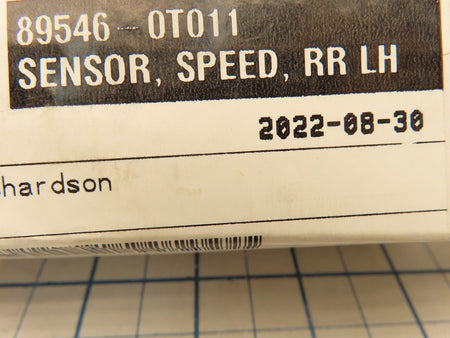 89546-0T011
SENSOR, SPEED, RR LH
2022-08-30
hardson